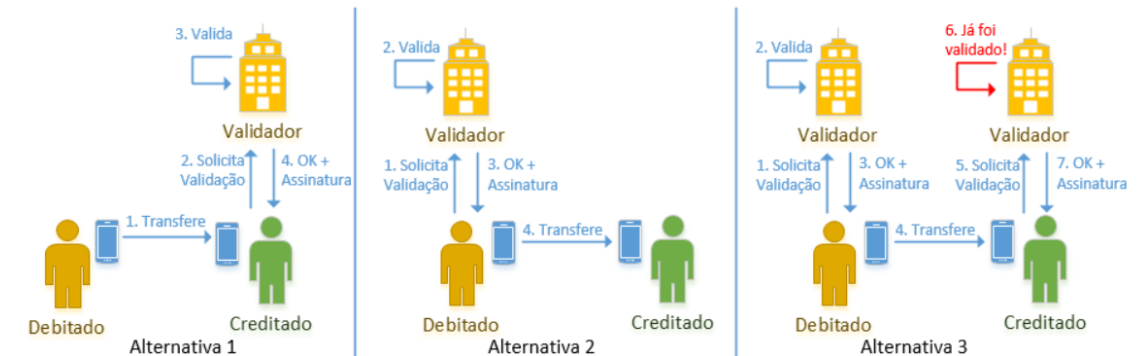 3. Valida
Validador
2. Solicita
Validação
4. OK +
Assinatura
1. Transfere
Debitado
Creditado
Alternativa 1
2. Valida
Validador
1. Solicita
Validação
3. OK +
Assinatura
4. Transfere
Debitado
Creditado
Alternativa 2
2. Valida
Validador
6. Já foi
validado!
Validador
1. Solicita
Validação
3. OK +
Assinatura
5. Solicita
Validação
7. OK +
Assinatura
4. Transfere
Debitado
Creditado
Alternativa 3